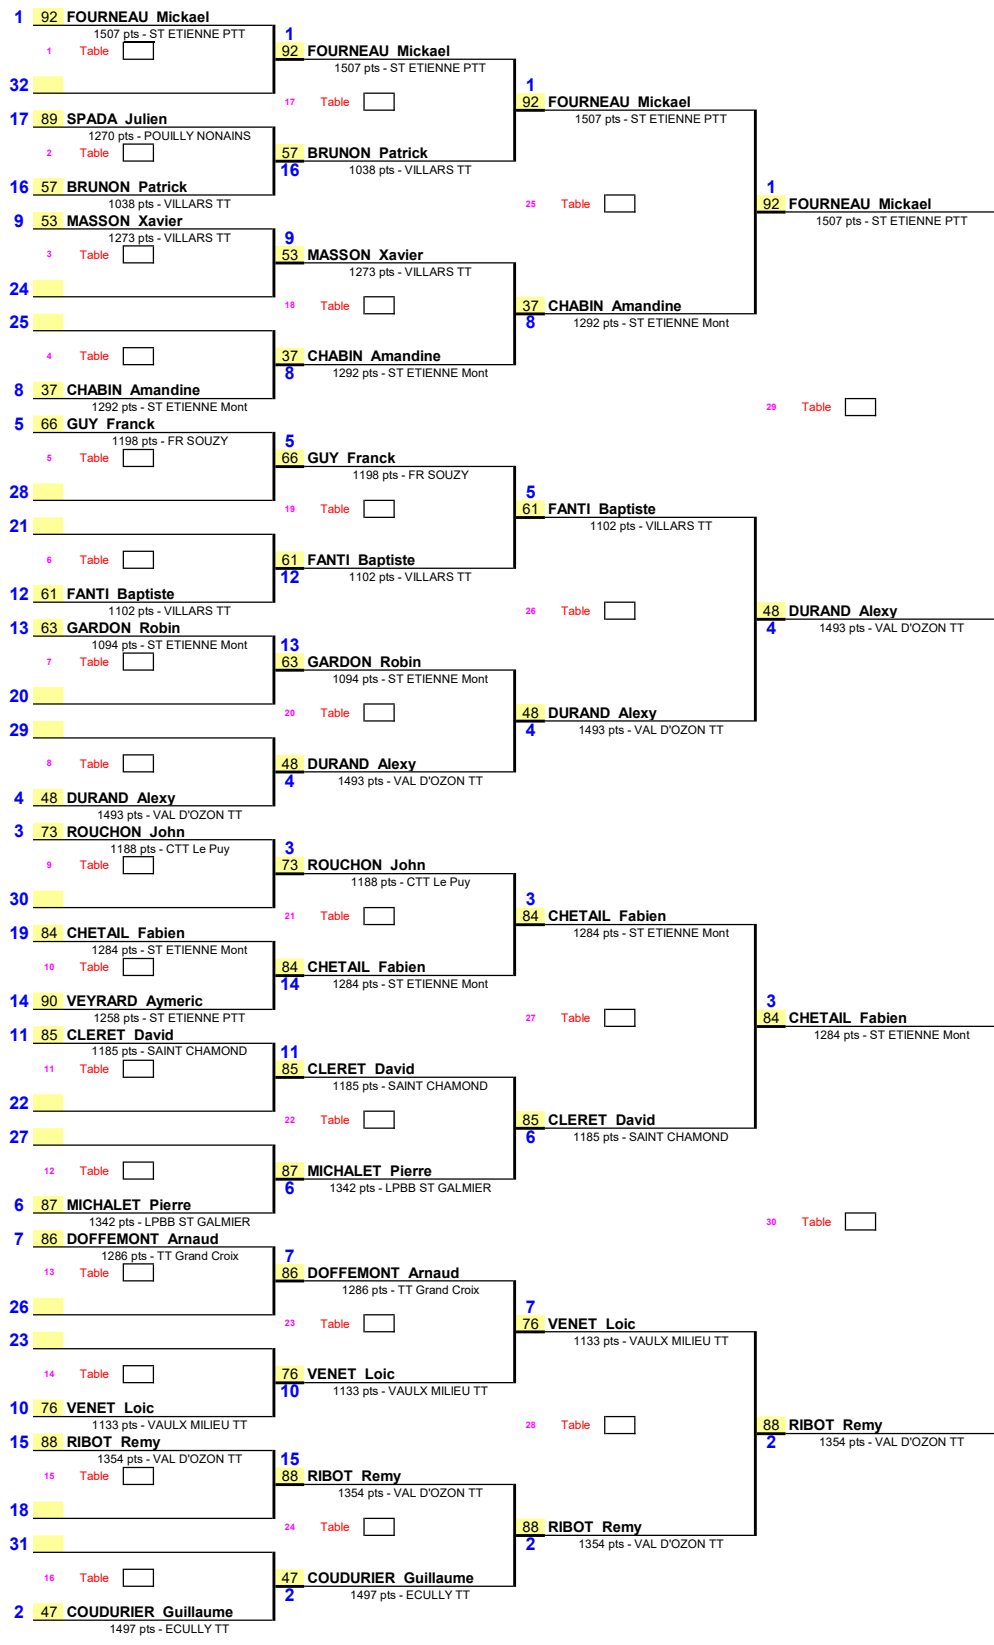 1 92 FOURNEAU Mickael
1507 pts - ST ETIENNE PTT
1 Table
32
17 89 SPADA Julien
1270 pts - POUILLY NONAINS
2 Table
16 57 BRUNON Patrick
1038 pts - VILLARS TT
9 53 MASSON Xavier
1273 pts - VILLARS TT
3 Table
24
25
4 Table
8 37 CHABIN Amandine
1292 pts - ST ETIENNE Mont
5 66 GUY Franck
1198 pts - FR SOUZY
5 Table
28
21
6 Table
12 61 FANTI Baptiste
1102 pts - VILLARS TT
13 63 GARDON Robin
1094 pts - ST ETIENNE Mont
7 Table
20
29
8 Table
4 48 DURAND Alexy
1493 pts - VAL D'OZON TT
3 73 ROUCHON John
1188 pts - CTT Le Puy
9 Table
30
19 84 CHETAIL Fabien
1284 pts - ST ETIENNE Mont
10 Table
14 90 VEYRARD Aymeric
1258 pts - ST ETIENNE PTT
11 85 CLERET David
1185 pts - SAINT CHAMOND
11 Table
22
27
12 Table
6 87 MICHALET Pierre
1342 pts - LPBB ST GALMIER
7 86 DOFFEMONT Arnaud
1286 pts - TT Grand Croix
13 Table
26
23
14 Table
10 76 VENET Loic
1133 pts - VAULX MILIEU TT
15 88 RIBOT Remy
1354 pts - VAL D'OZON TT
15 Table
18
31
16 Table
2 47 COUDURIER Guillaume
1497 pts - ECULLY TT
1
92 FOURNEAU Mickael
1507 pts - ST ETIENNE PTT
17 Table
57 BRUNON Patrick
16 1038 pts - VILLARS TT
9
53 MASSON Xavier
1273 pts - VILLARS TT
18 Table
37 CHABIN Amandine
8 1292 pts - ST ETIENNE Mont
5
66 GUY Franck
1198 pts - FR SOUZY
19 Table
61 FANTI Baptiste
12 1102 pts - VILLARS TT
13
63 GARDON Robin
1094 pts - ST ETIENNE Mont
20 Table
48 DURAND Alexy
4 1493 pts - VAL D'OZON TT
3
73 ROUCHON John
1188 pts - CTT Le Puy
21 Table
84 CHETAIL Fabien
14 1284 pts - ST ETIENNE Mont
11
85 CLERET David
1185 pts - SAINT CHAMOND
22 Table
87 MICHALET Pierre
6 1342 pts - LPBB ST GALMIER
7
86 DOFFEMONT Arnaud
1286 pts - TT Grand Croix
23 Table
76 VENET Loic
10 1133 pts - VAULX MILIEU TT
15
88 RIBOT Remy
1354 pts - VAL D'OZON TT
24 Table
47 COUDURIER Guillaume
2 1497 pts - ECULLY TT
1
92 FOURNEAU Mickael
1507 pts - ST ETIENNE PTT
25 Table
37 CHABIN Amandine
8 1292 pts - ST ETIENNE Mont
5
61 FANTI Baptiste
1102 pts - VILLARS TT
26 Table
48 DURAND Alexy
4 1493 pts - VAL D'OZON TT
3
84 CHETAIL Fabien
1284 pts - ST ETIENNE Mont
27 Table
85 CLERET David
6 1185 pts - SAINT CHAMOND
7
76 VENET Loic
1133 pts - VAULX MILIEU TT
28 Table
88 RIBOT Remy
2 1354 pts - VAL D'OZON TT
1
92 FOURNEAU Mickael
1507 pts - ST ETIENNE PTT
29 Table
48 DURAND Alexy
4 1493 pts - VAL D'OZON TT
3
84 CHETAIL Fabien
1284 pts - ST ETIENNE Mont
30 Table
88 RIBOT Remy
2 1354 pts - VAL D'OZON TT